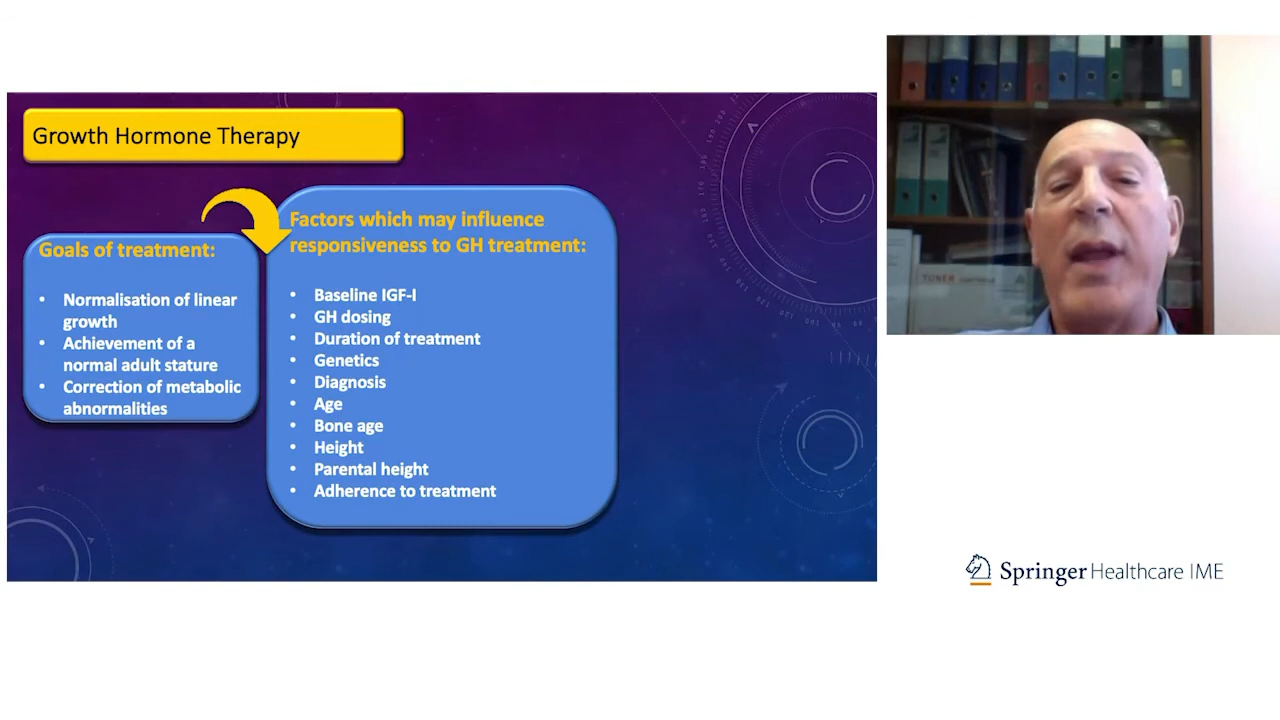 Growth Hormone Therapy
Goals of treatment:
• Normalisation of linear
growth
• Achievement of a
normal adult stature
• Correction of metabolic
abnormalities
Factors which may influence
responsiveness to GH treatment:
• Baseline IGF-I
• GH dosing
• Duration of treatment
• Genetics
• Diagnosis
• Age
• Bone age
• Height
• Parental height
• Adherence to treatment
Springer Healthcare IME